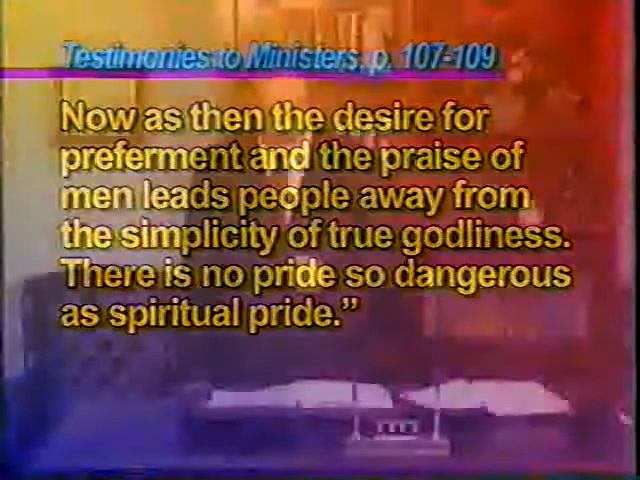 Testimonies to Ministers, p. 107-109
Now as then the desire for
preferment and the praise of
men leads people away from
the simplicity of true godliness.
There is no pride so dangerous
as spiritual pride.”